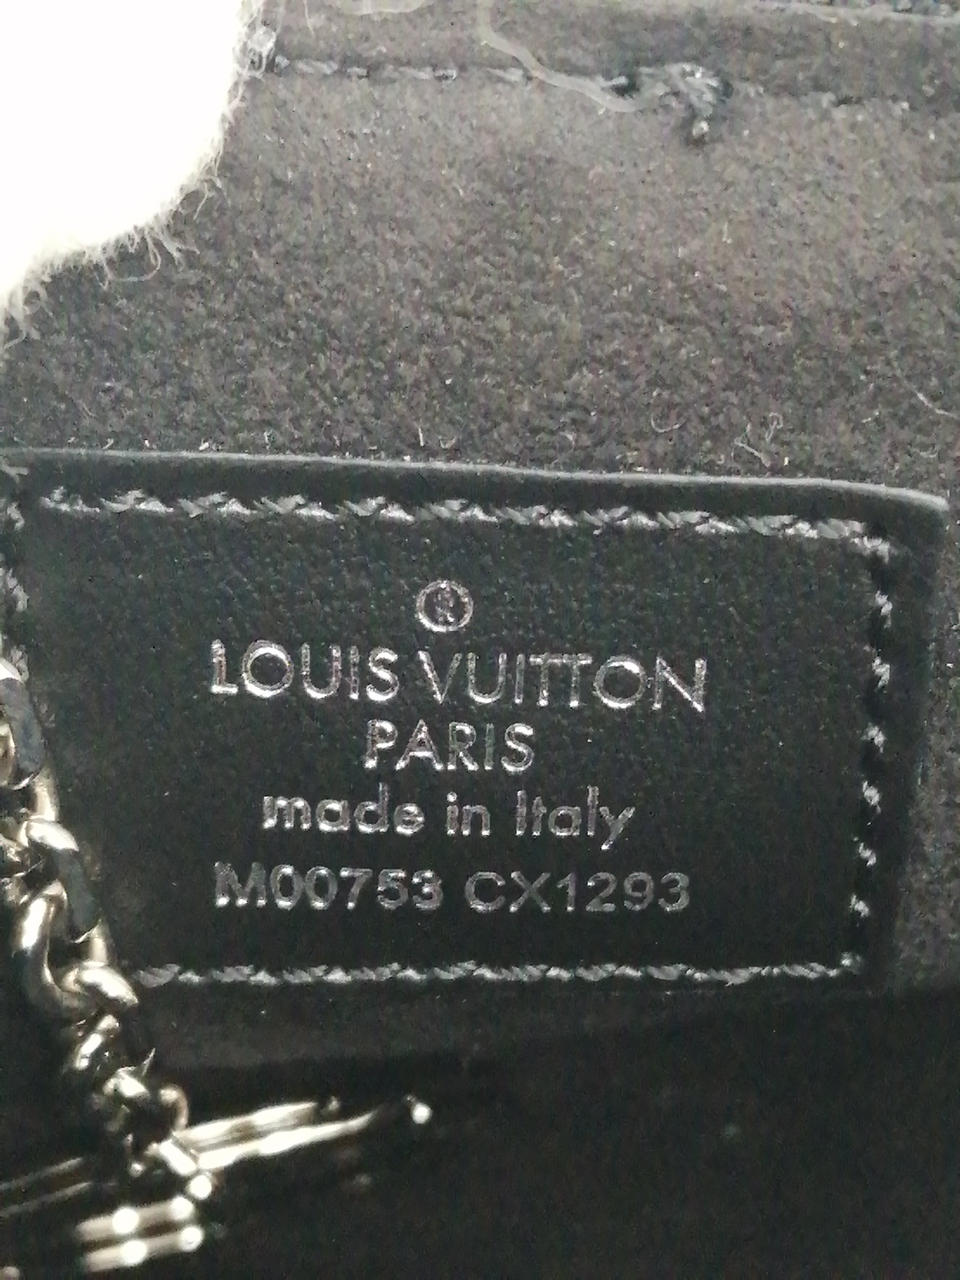 ®
LOUIS VUITTON
PARIS
made in Italy
M00753 CX1293